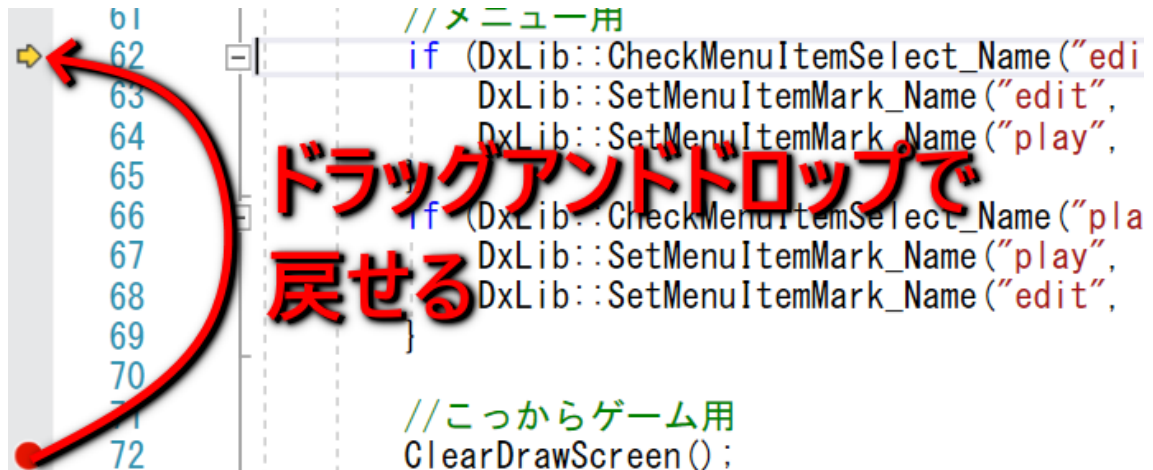 61 //メニュー用
62 if (DxLib::CheckMenuItemSelect_Name("edi
63 DxLib::SetMenuItemMark_Name("edit",
64 DxLib::SetMenuItemMark_Name("play",
65 }
ドラッグアンドドロップで
66 if (DxLib::CheckMenuItemSelect_Name("pla
67 DxLib::SetMenuItemMark_Name("play",
戻せる
68 DxLib::SetMenuItemMark_Name("edit",
69 }
70
71 //こっからゲーム用
72 ClearDrawScreen();